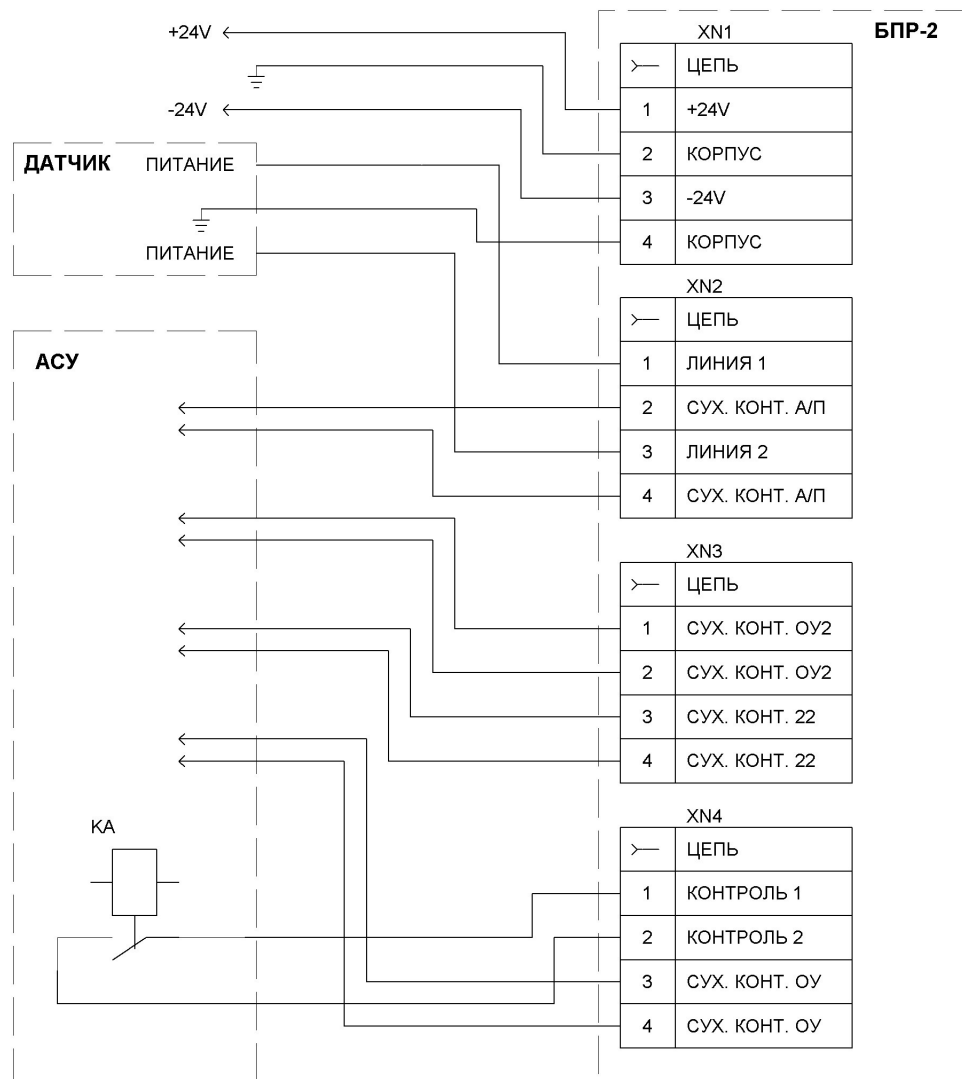 +24V
-24V
ДАТЧИК ПИТАНИЕ
ПИТАНИЕ
АСУ
КА
БПР-2
XN1
ЦЕПЬ
1 +24V
2 КОРПУС
3 -24V
4 КОРПУС
XN2
ЦЕПЬ
1 ЛИНИЯ 1
2 СУХ. КОНТ. А/П
3 ЛИНИЯ 2
4 СУХ. КОНТ. А/П
XN3
ЦЕПЬ
1 СУХ. КОНТ. ОУ2
2 СУХ. КОНТ. ОУ2
3 СУХ. КОНТ. 22
4 СУХ. КОНТ. 22
XN4
ЦЕПЬ
1 КОНТРОЛЬ 1
2 КОНТРОЛЬ 2
3 СУХ. КОНТ. ОУ
4 СУХ. КОНТ. ОУ